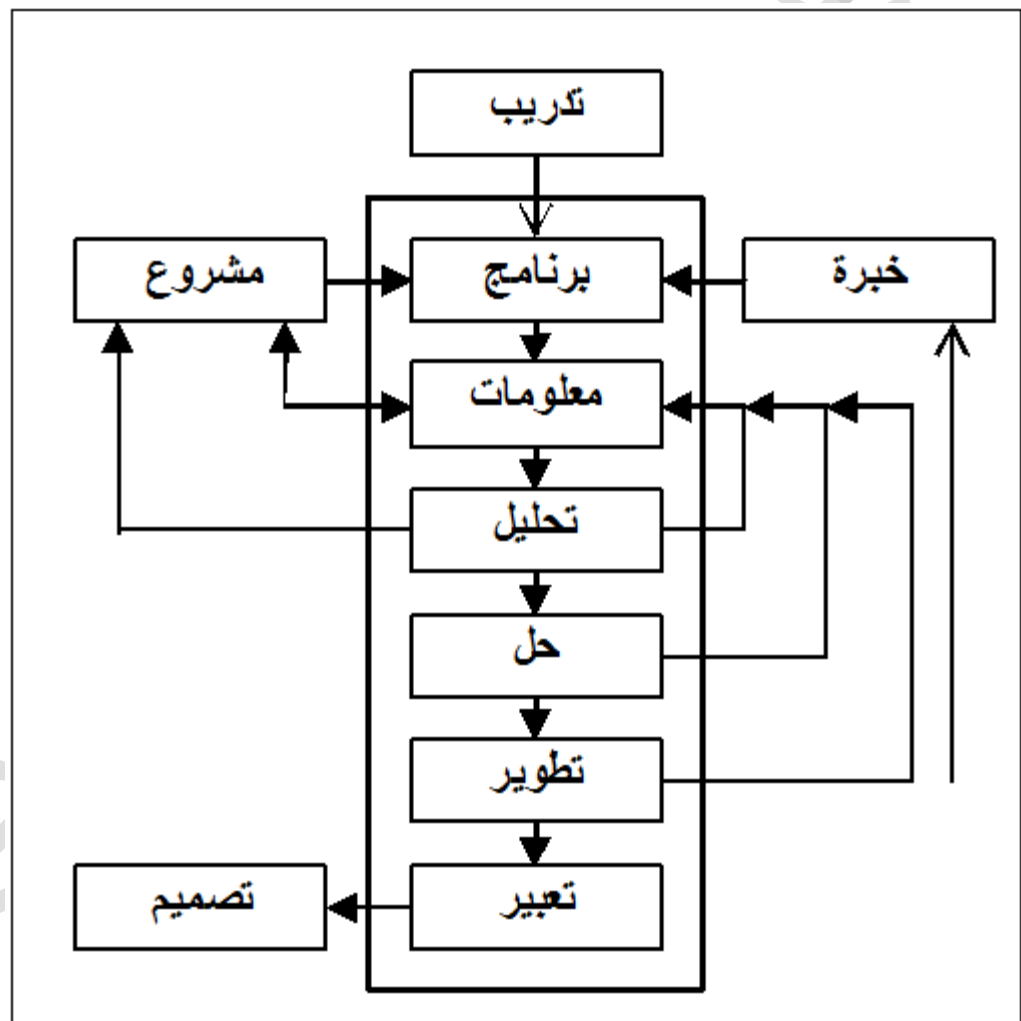 تدريب
خبرة
برنامج
مشروع
معلومات
تحليل
حل
تطوير
تعبير
تصميم